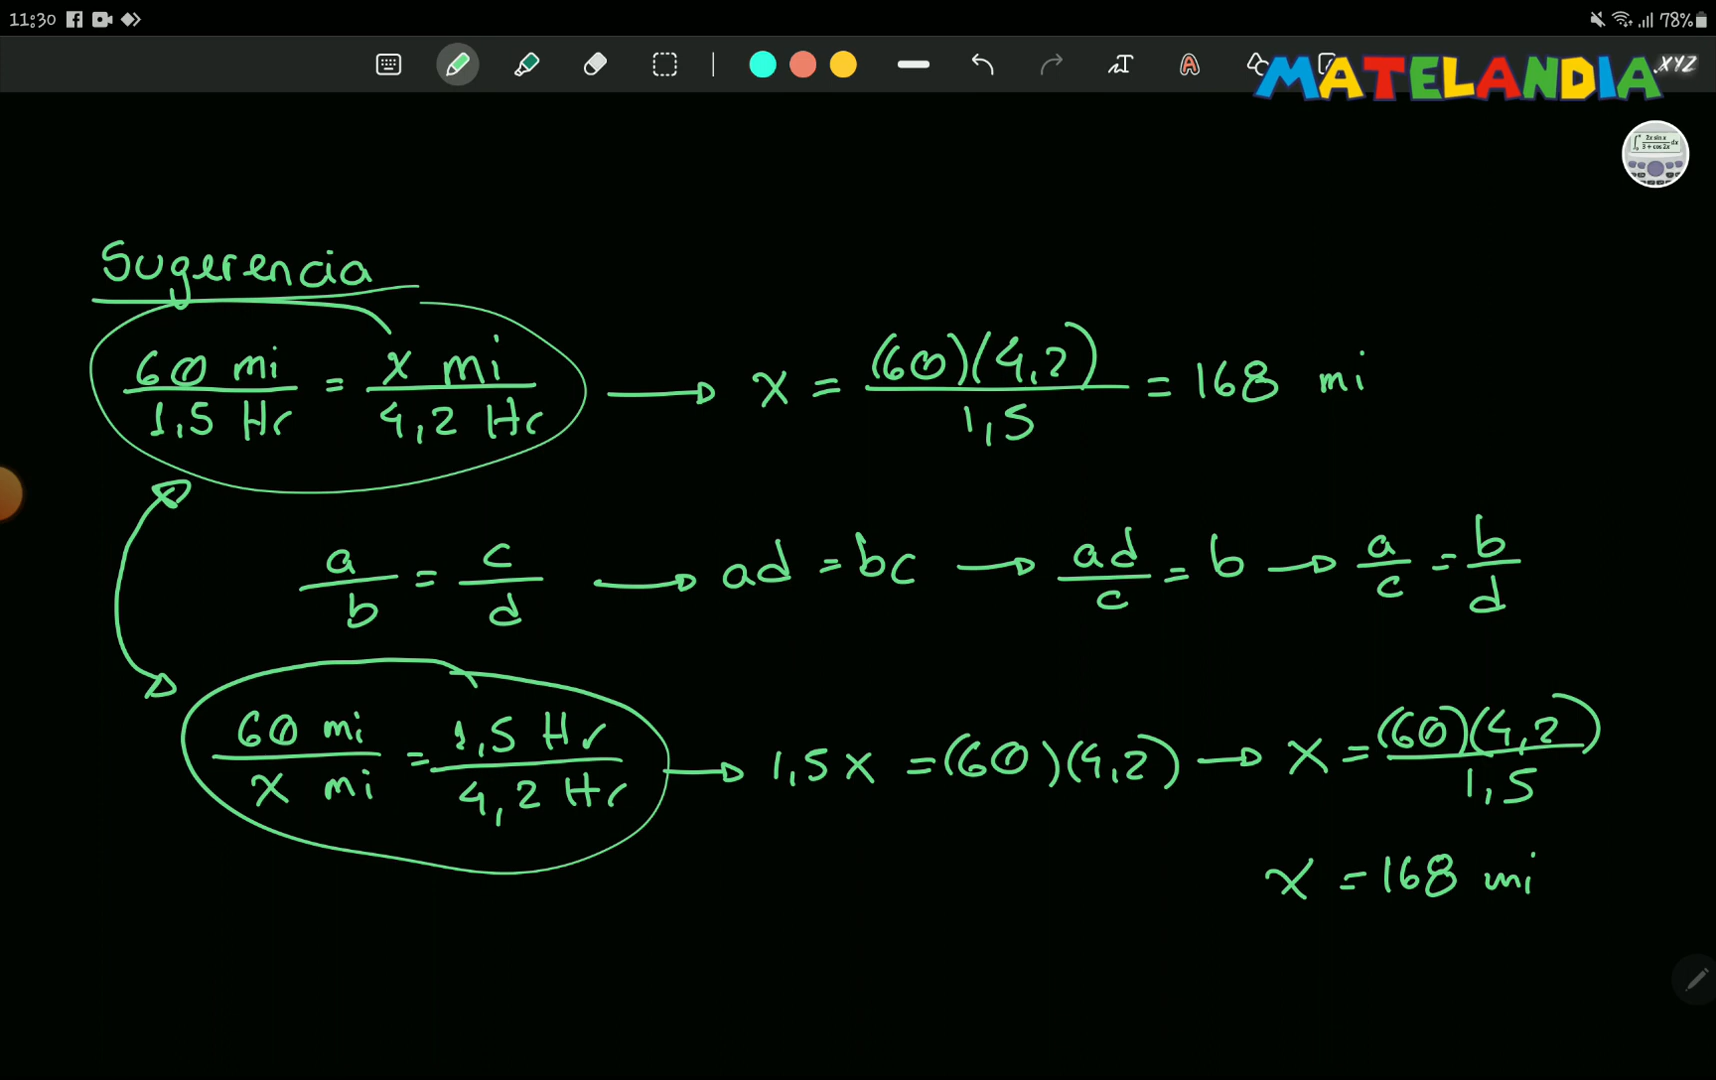 11:30
78%
MATELANDIA
.XYZ
Sugerencia
60 mi / 1,5 Hr = x mi / 4,2 Hr → x = (60)(4,2) / 1,5 = 168 mi
a / b = c / d → ad = bc → ad / c = b → a / c = b / d
60 mi / x mi = 1,5 Hr / 4,2 Hr → 1,5x = (60)(4,2) → x = (60)(4,2) / 1,5
x = 168 mi